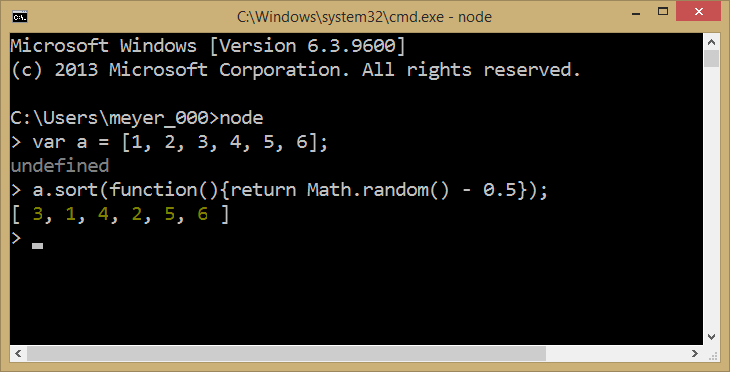 C:\Windows\system32\cmd.exe - node
Microsoft Windows [Version 6.3.9600]
(c) 2013 Microsoft Corporation. All rights reserved.
C:\Users\meyer_000>node
> var a = [1, 2, 3, 4, 5, 6];
undefined
> a.sort(function(){return Math.random() - 0.5});
[ 3, 1, 4, 2, 5, 6 ]
>